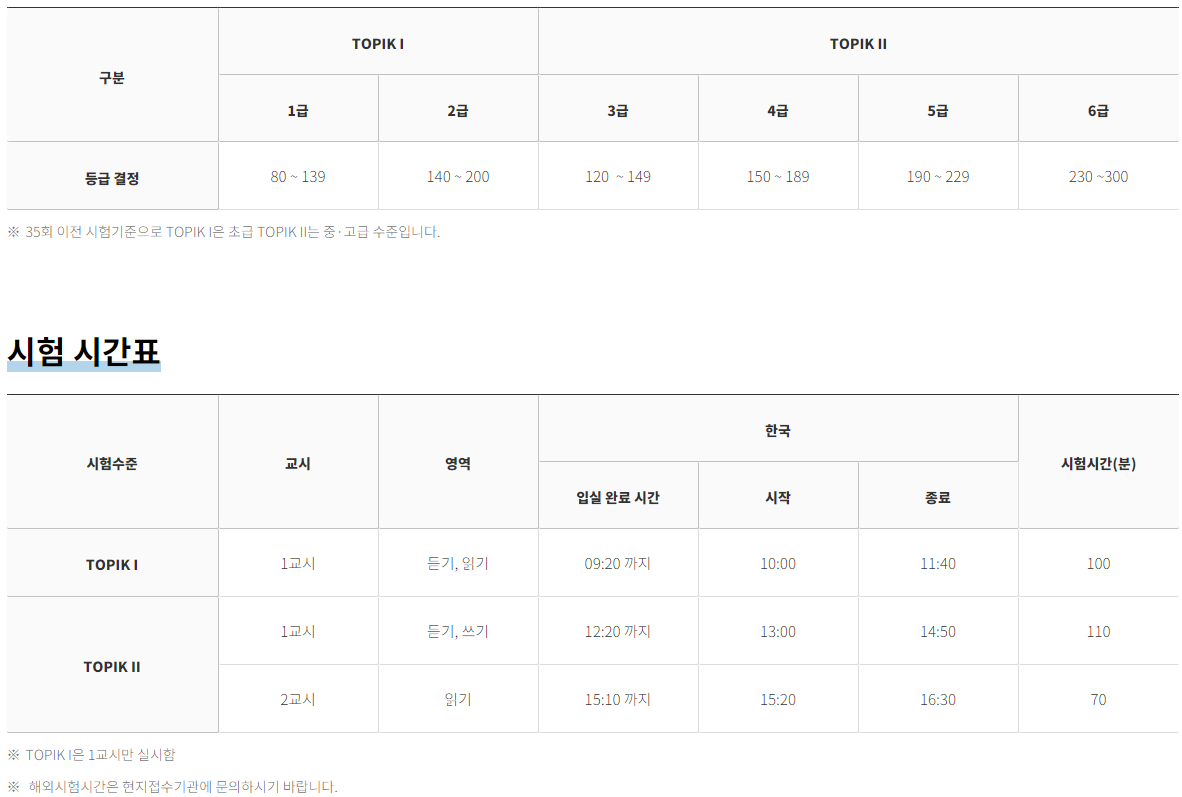 구분 TOPIK I TOPIK II
1급 2급 3급 4급 5급 6급
등급 결정 80 ~ 139 140 ~ 200 120 ~ 149 150 ~ 189 190 ~ 229 230 ~300
※ 35회 이전 시험기준으로 TOPIK I은 초급 TOPIK II는 중·고급 수준입니다.
시험 시간표
시험수준 교시 영역 한국 시험시간(분)
입실 완료 시간 시작 종료
TOPIK I 1교시 듣기, 읽기 09:20 까지 10:00 11:40 100
TOPIK II 1교시 듣기, 쓰기 12:20 까지 13:00 14:50 110
2교시 읽기 15:10 까지 15:20 16:30 70
※ TOPIK I은 1교시만 실시함
※ 해외시험시간은 현지접수기관에 문의하시기 바랍니다.